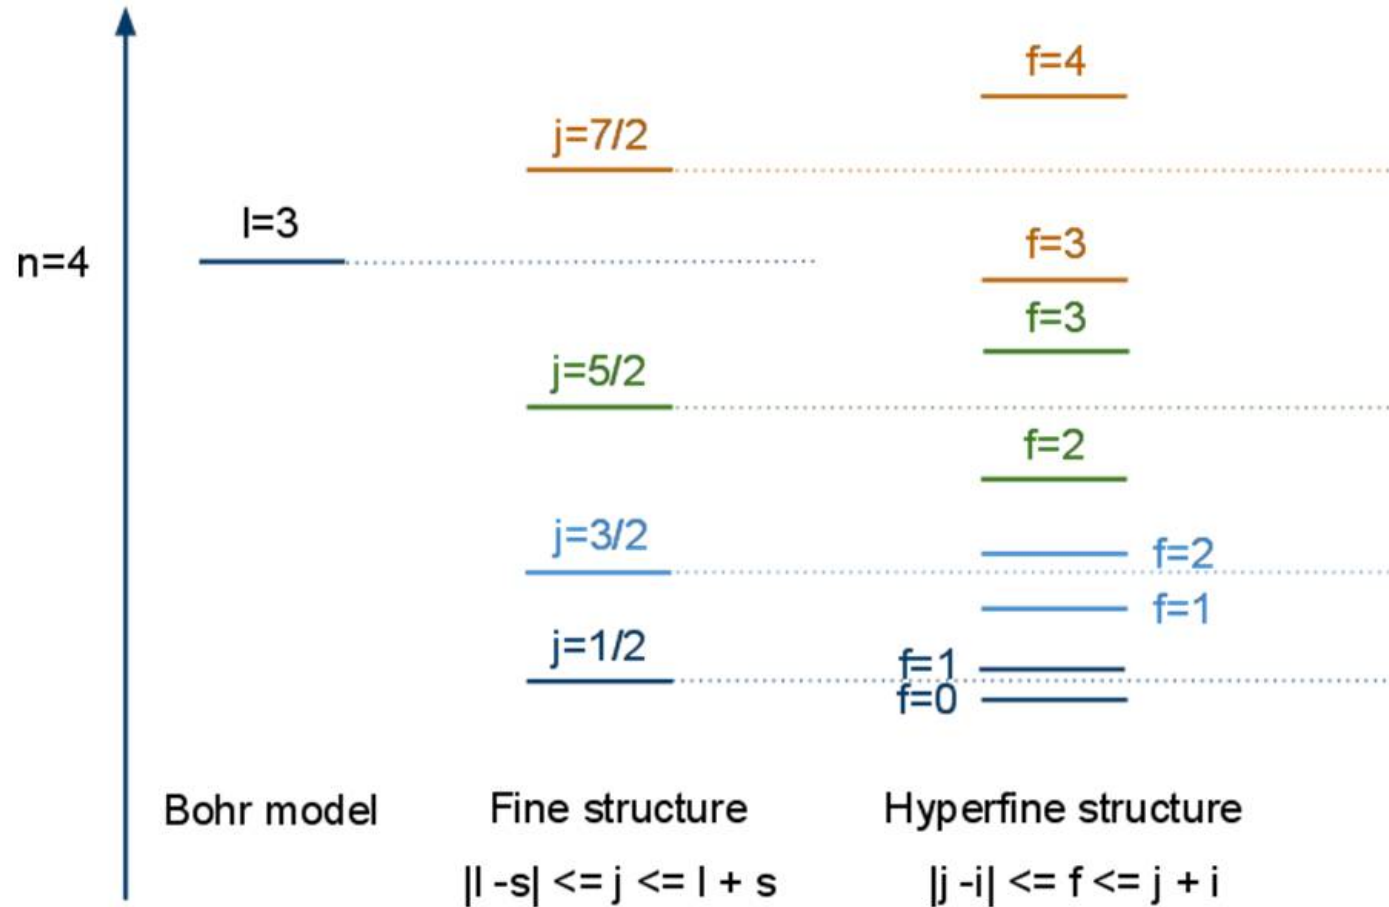 f=4
j=7/2
l=3
n=4
f=3
f=3
j=5/2
f=2
j=3/2
f=2
f=1
j=1/2
f=1
f=0
Bohr model
Fine structure
Hyperfine structure
|l -s| <= j <= l + s
|j -i| <= f <= j + i